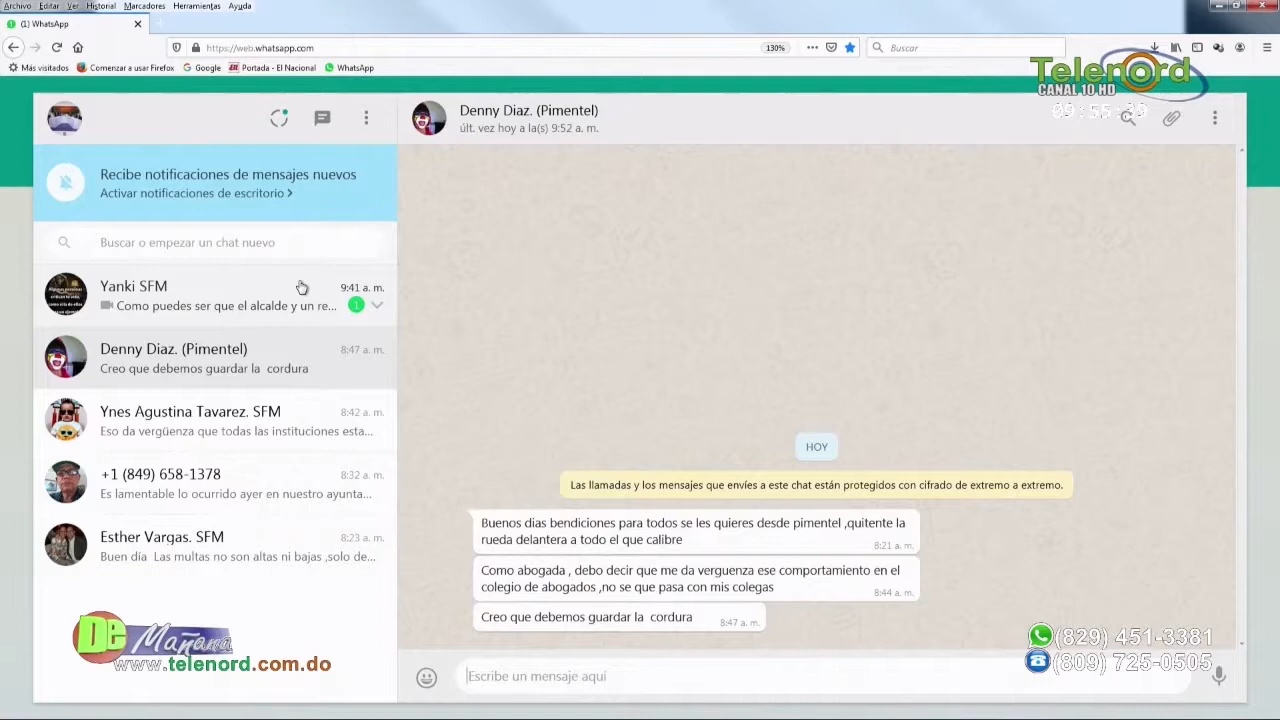 Archivo Editar Ver Historial Marcadores Herramientas Ayuda
(1) WhatsApp
https://web.whatsapp.com
130%
Buscar
Más visitados Comenzar a usar Firefox Google Portada - El Nacional WhatsApp
Telenord
CANAL 10 HD
Denny Diaz. (Pimentel)
últ. vez hoy a la(s) 9:52 a. m.
Recibe notificaciones de mensajes nuevos
Activar notificaciones de escritorio >
Buscar o empezar un chat nuevo
Yanki SFM 9:41 a. m.
Como puedes ser que el alcalde y un re... 1
Denny Diaz. (Pimentel) 8:47 a. m.
Creo que debemos guardar la cordura
Ynes Agustina Tavarez. SFM 8:42 a. m.
Eso da vergüenza que todas las instituciones esta...
+1 (849) 658-1378 8:32 a. m.
Es lamentable lo ocurrido ayer en nuestro ayunta...
Esther Vargas. SFM 8:23 a. m.
Buen día Las multas no son altas ni bajas ,solo de...
HOY
Las llamadas y los mensajes que envíes a este chat están protegidos con cifrado de extremo a extremo.
Buenos dias bendiciones para todos se les quieres desde pimentel ,quitente la
rueda delantera a todo el que calibre
8:21 a. m.
Como abogada , debo decir que me da verguenza ese comportamiento en el
colegio de abogados ,no se que pasa con mis colegas
8:44 a. m.
Creo que debemos guardar la cordura 8:47 a. m.
Escribe un mensaje aquí
De Mañana
www.telenord.com.do
(829) 451-3381
(809) 725-0505